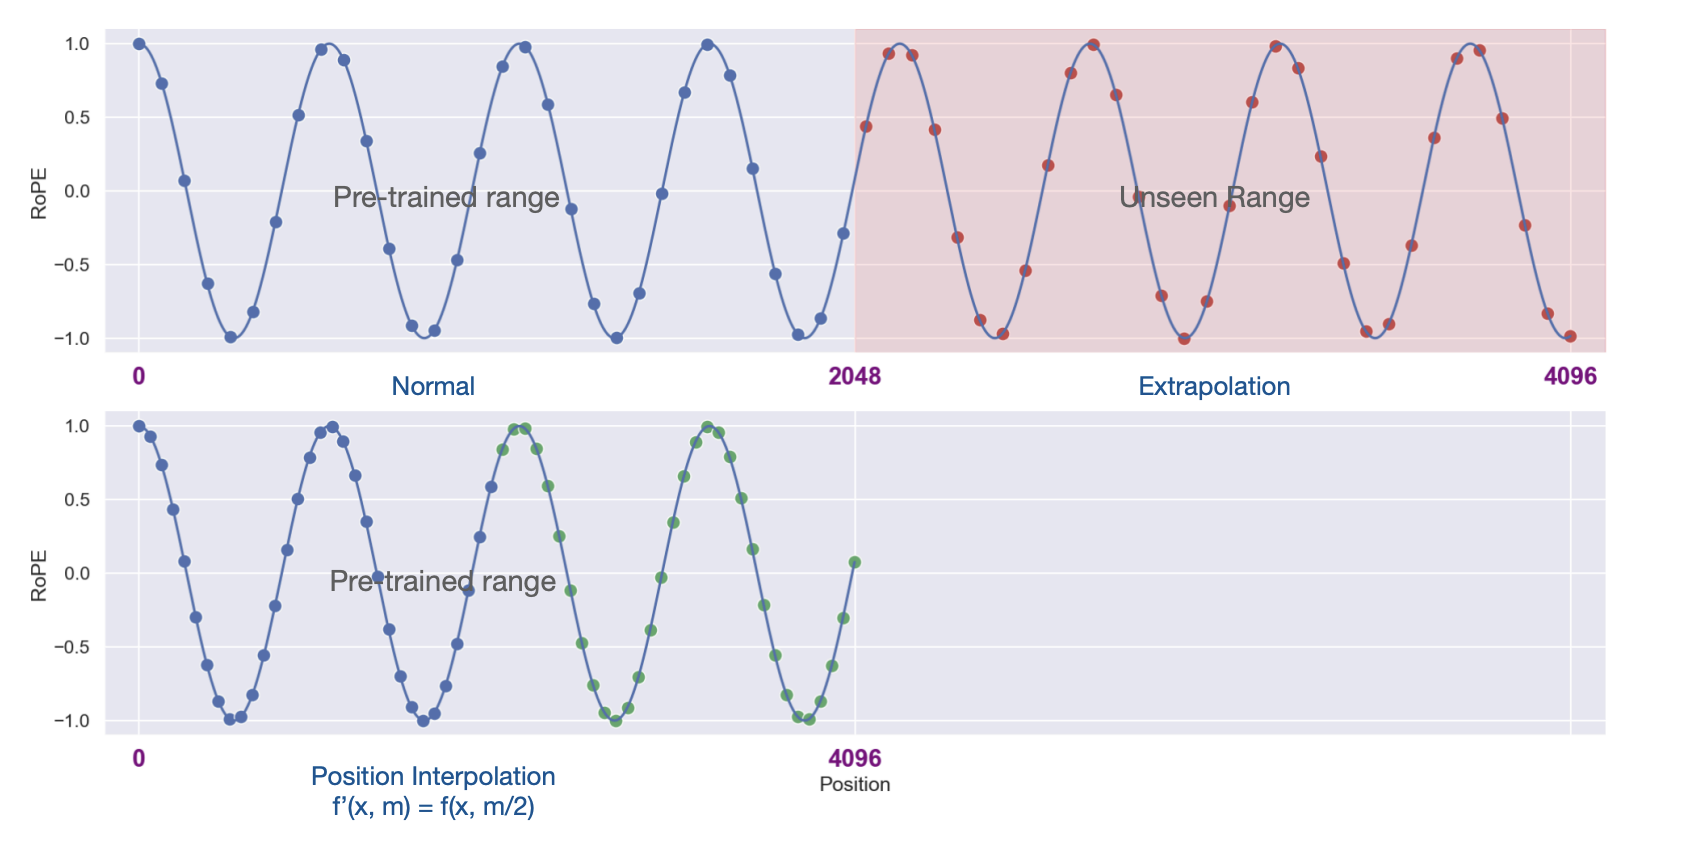 1.0
0.5
0.0
−0.5
−1.0
RoPE
Pre-trained range
Unseen Range
0
2048
4096
Normal
Extrapolation
1.0
0.5
0.0
−0.5
−1.0
RoPE
Pre-trained range
0
4096
Position
Position Interpolation
f’(x, m) = f(x, m/2)